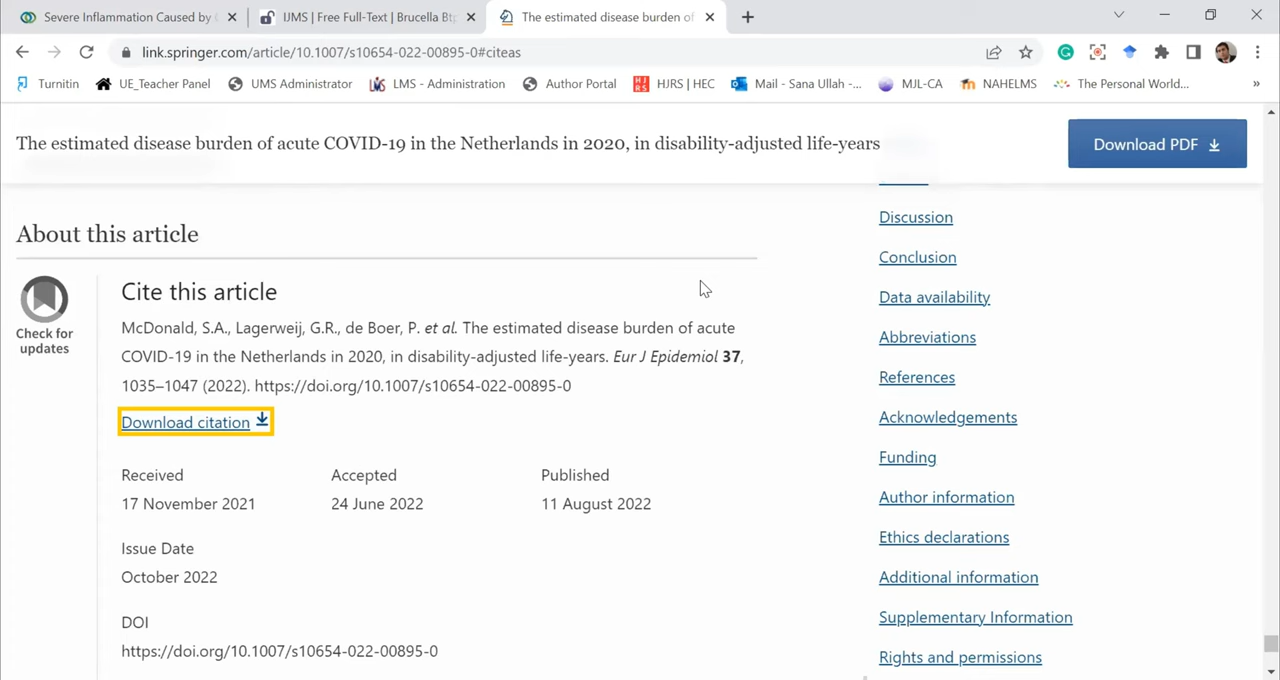 Severe Inflammation Caused by
IJMS | Free Full-Text | Brucella Btp
The estimated disease burden of
link.springer.com/article/10.1007/s10654-022-00895-0#citeas
Turnitin
UE_Teacher Panel
UMS Administrator
LMS - Administration
Author Portal
HJRS | HEC
Mail - Sana Ullah -...
MJL-CA
NAHELMS
The Personal World...
»
The estimated disease burden of acute COVID-19 in the Netherlands in 2020, in disability-adjusted life-years
Download PDF
About this article
Check for
updates
Cite this article
McDonald, S.A., Lagerweij, G.R., de Boer, P. et al. The estimated disease burden of acute
COVID-19 in the Netherlands in 2020, in disability-adjusted life-years. Eur J Epidemiol 37,
1035–1047 (2022). https://doi.org/10.1007/s10654-022-00895-0
Download citation
Received
17 November 2021
Accepted
24 June 2022
Published
11 August 2022
Issue Date
October 2022
DOI
https://doi.org/10.1007/s10654-022-00895-0
Discussion
Conclusion
Data availability
Abbreviations
References
Acknowledgements
Funding
Author information
Ethics declarations
Additional information
Supplementary Information
Rights and permissions